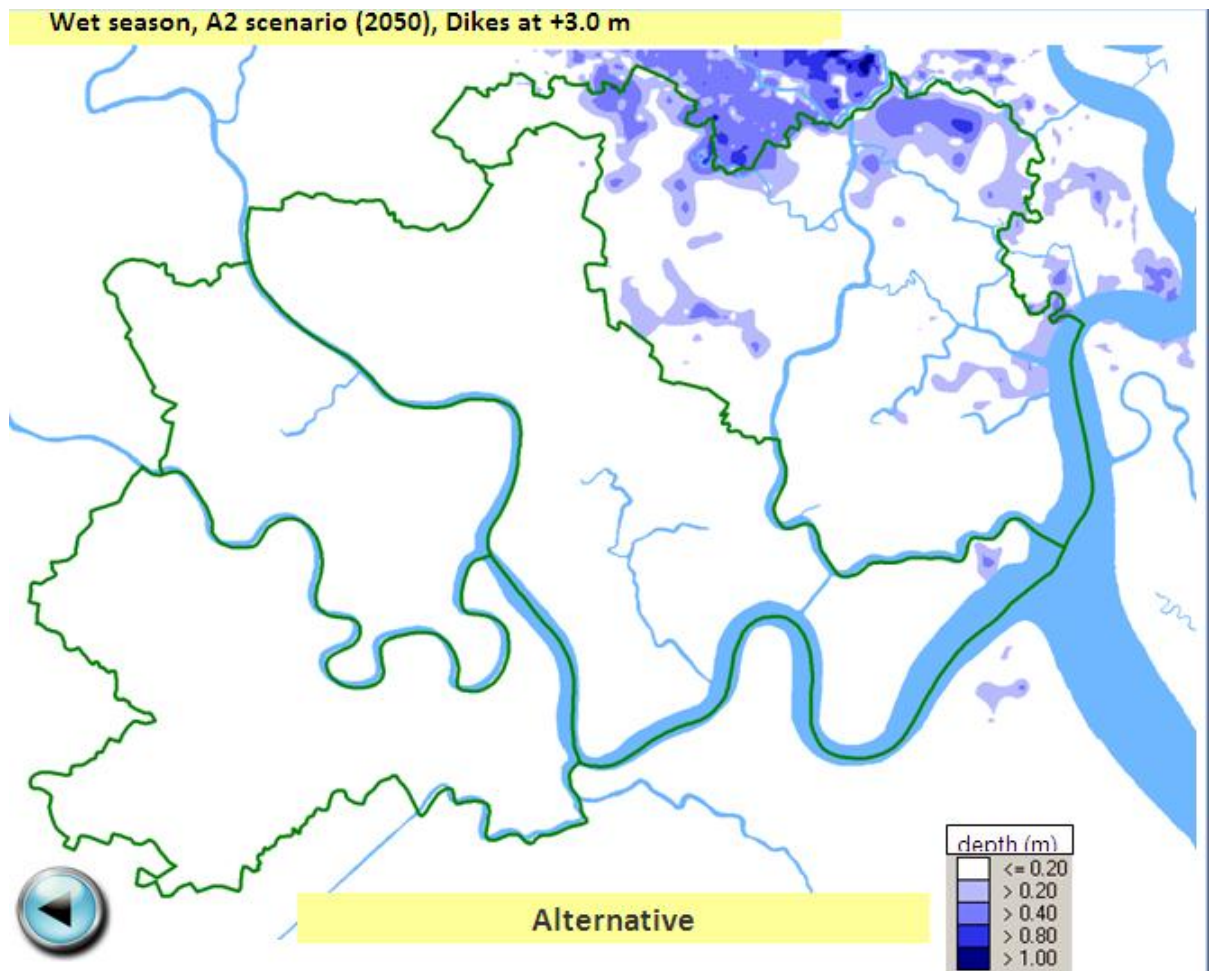 Wet season, A2 scenario (2050), Dikes at +3.0 m
depth (m)
<= 0.20
> 0.20
> 0.40
> 0.80
> 1.00
Alternative